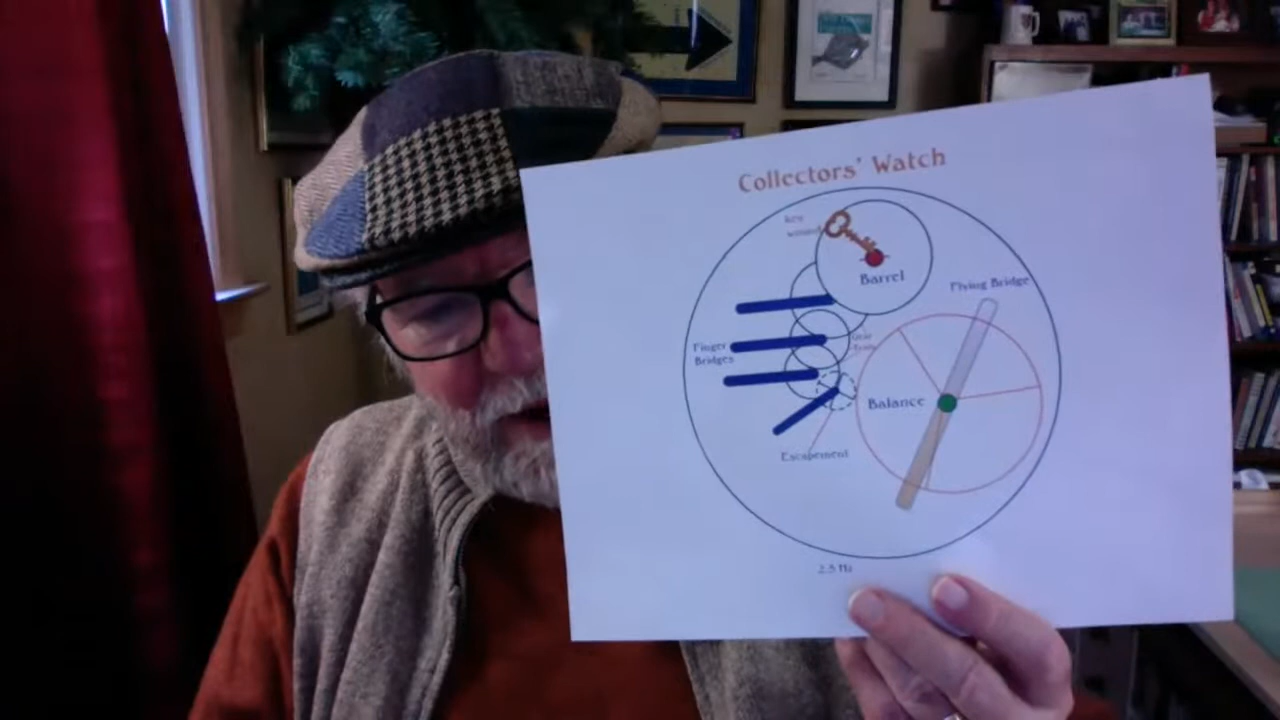 Collectors' Watch
key
wound
Barrel
Flying Bridge
Finger
Bridges
Gear
Train
Balance
Escapement
2.5 Hz